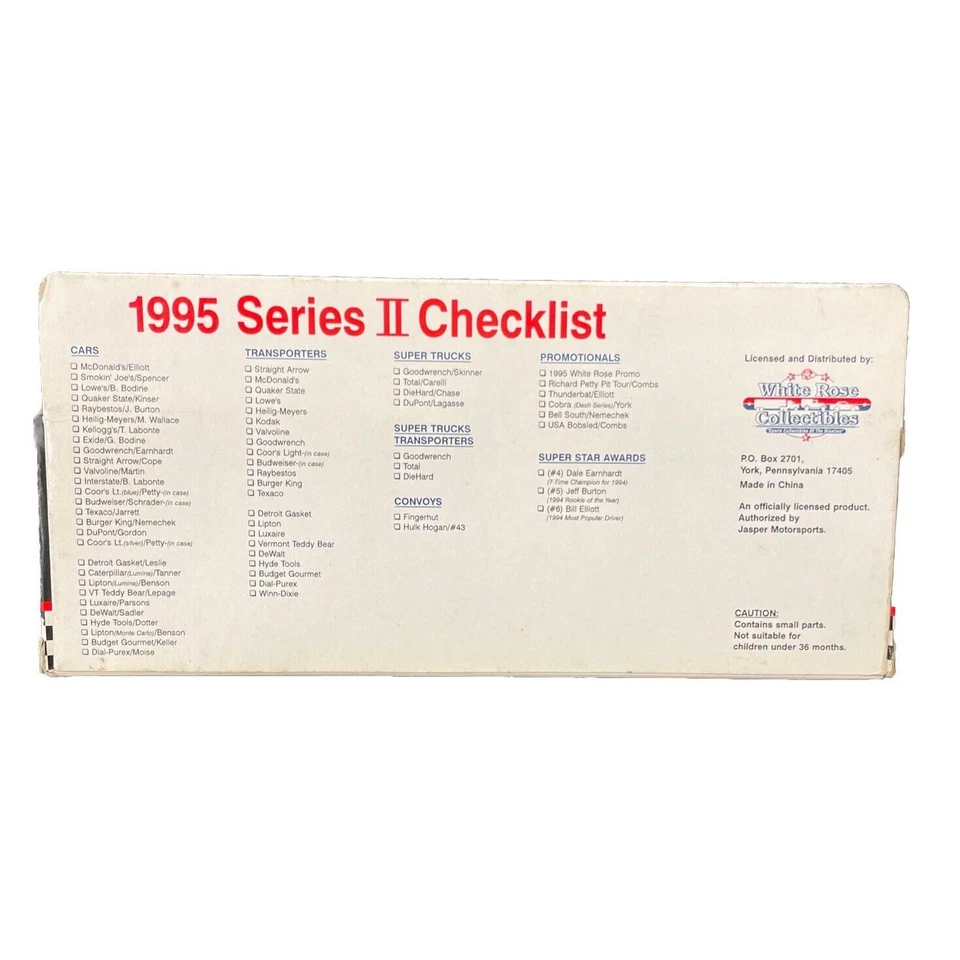 1995 Series II Checklist
CARS
❏ McDonald's/Elliott
❏ Smokin' Joe's/Spencer
❏ Lowe's/B. Bodine
❏ Quaker State/Kinser
❏ Raybestos/J. Burton
❏ Heilig-Meyers/M. Wallace
❏ Kellogg's/T. Labonte
❏ Exide/G. Bodine
❏ Goodwrench/Earnhardt
❏ Straight Arrow/Cope
❏ Valvoline/Martin
❏ Interstate/B. Labonte
❏ Coor's Lt.(blue)/Petty-(in case)
❏ Budweiser/Schrader-(in case)
❏ Texaco/Jarrett
❏ Burger King/Nemechek
❏ DuPont/Gordon
❏ Coor's Lt.(silver)/Petty-(in case)
❏ Detroit Gasket/Leslie
❏ Caterpillar(Lumina)/Tanner
❏ Lipton(Lumina)/Benson
❏ VT Teddy Bear/Lepage
❏ Luxaire/Parsons
❏ DeWalt/Sadler
❏ Hyde Tools/Dotter
❏ Lipton(Monte Carlo)/Benson
❏ Budget Gourmet/Keller
❏ Dial-Purex/Moise
TRANSPORTERS
❏ Straight Arrow
❏ McDonald's
❏ Quaker State
❏ Lowe's
❏ Heilig-Meyers
❏ Kodak
❏ Valvoline
❏ Goodwrench
❏ Coor's Light-(in case)
❏ Budweiser-(in case)
❏ Raybestos
❏ Burger King
❏ Texaco
❏ Detroit Gasket
❏ Lipton
❏ Luxaire
❏ Vermont Teddy Bear
❏ DeWalt
❏ Hyde Tools
❏ Budget Gourmet
❏ Dial-Purex
❏ Winn-Dixie
SUPER TRUCKS
❏ Goodwrench/Skinner
❏ Total/Carelli
❏ DieHard/Chase
❏ DuPont/Lagasse
SUPER TRUCKS
TRANSPORTERS
❏ Goodwrench
❏ Total
❏ DieHard
CONVOYS
❏ Fingerhut
❏ Hulk Hogan/#43
PROMOTIONALS
❏ 1995 White Rose Promo
❏ Richard Petty Pit Tour/Combs
❏ Thunderbat/Elliott
❏ Cobra (Dash Series)/York
❏ Bell South/Nemechek
❏ USA Bobsled/Combs
SUPER STAR AWARDS
❏ (#4) Dale Earnhardt
(7-Time Champion for 1994)
❏ (#5) Jeff Burton
(1994 Rookie of the Year)
❏ (#6) Bill Elliott
(1994 Most Popular Driver)
Licensed and Distributed by:
White Rose
Collectibles
P.O. Box 2701,
York, Pennsylvania 17405
Made in China
An officially licensed product.
Authorized by
Jasper Motorsports.
CAUTION:
Contains small parts.
Not suitable for
children under 36 months.